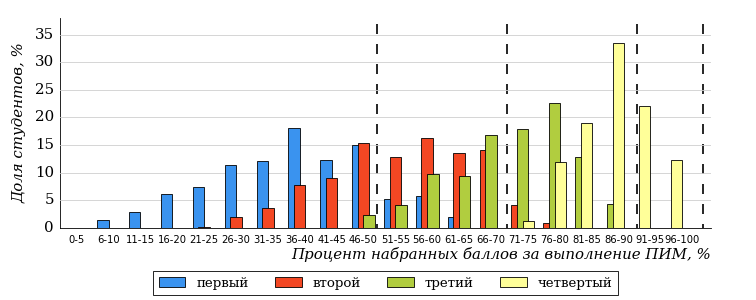 Доля студентов, %
35
30
25
20
15
10
5
0
0-5 6-10 11-15 16-20 21-25 26-30 31-35 36-40 41-45 46-50 51-55 56-60 61-65 66-70 71-75 76-80 81-85 86-90 91-95 96-100
Процент набранных баллов за выполнение ПИМ, %
первый второй третий четвертый